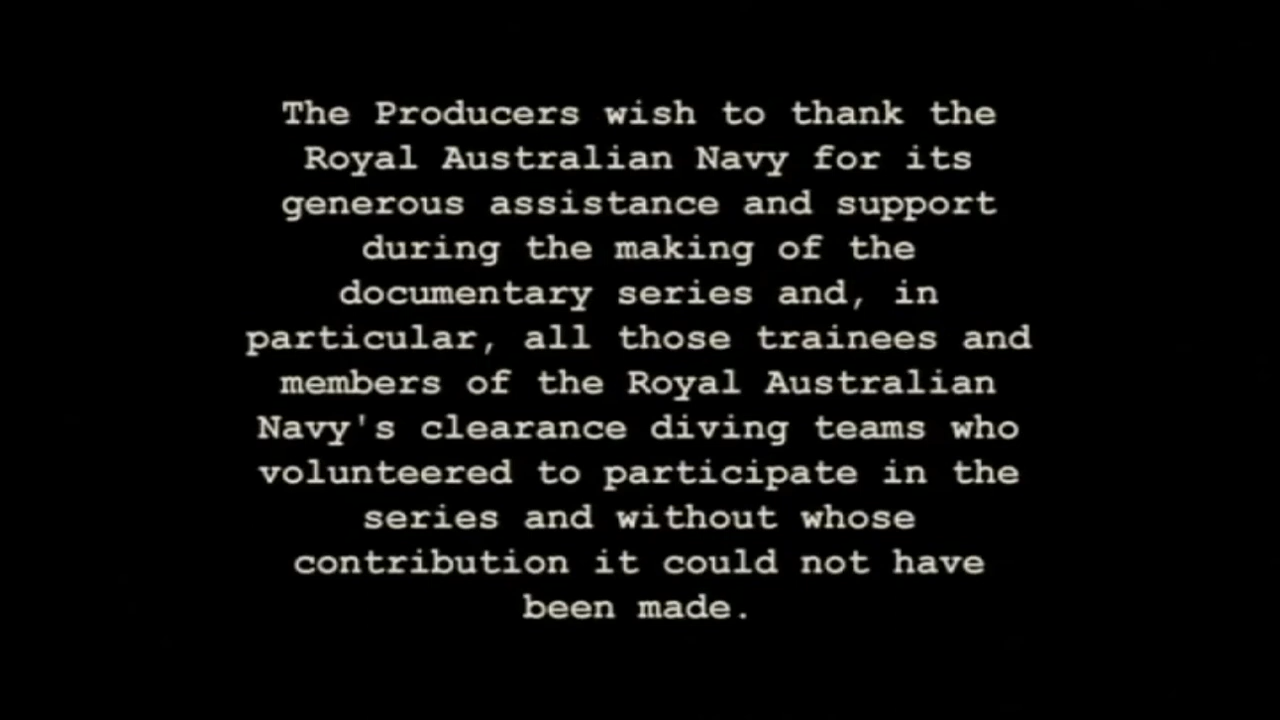 The Producers wish to thank the
Royal Australian Navy for its
generous assistance and support
during the making of the
documentary series and, in
particular, all those trainees and
members of the Royal Australian
Navy's clearance diving teams who
volunteered to participate in the
series and without whose
contribution it could not have
been made.